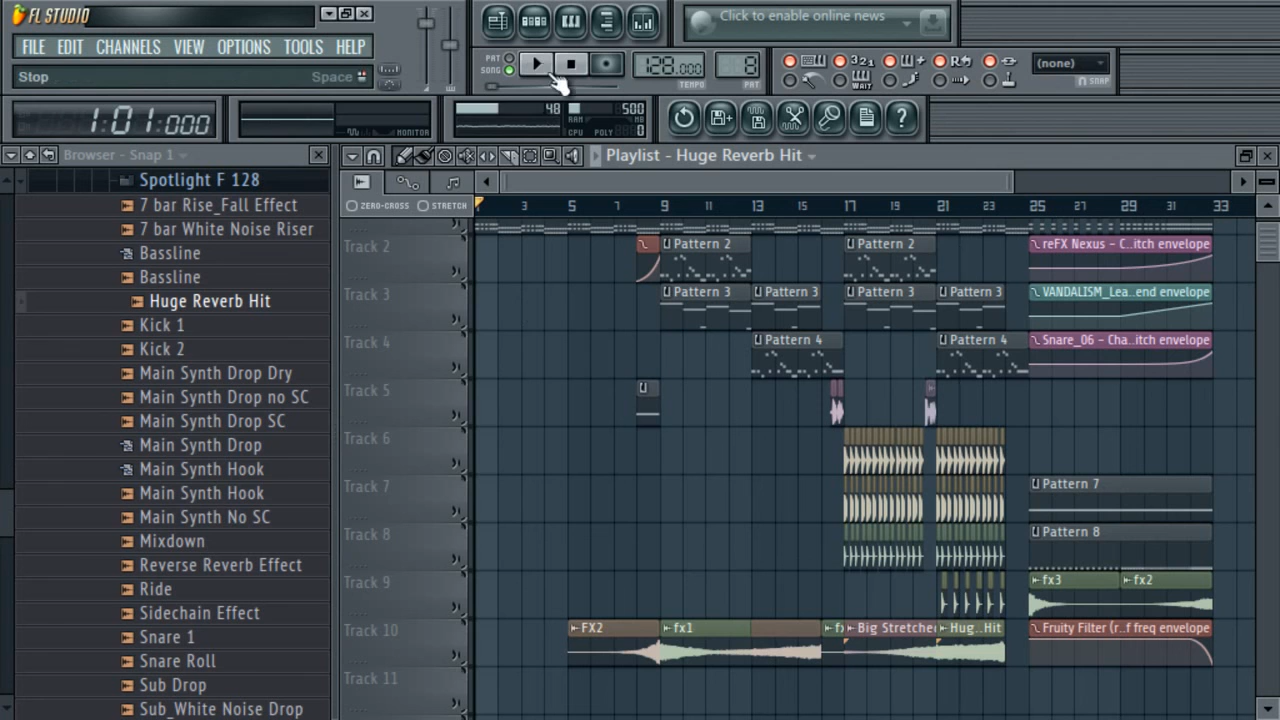 FL STUDIO
FILE EDIT CHANNELS VIEW OPTIONS TOOLS HELP
Stop Space
PAT
SONG
128.000
TEMPO
8
PAT
321
WAIT
(none)
SNAP
Click to enable online news
1:01:000
MONITOR
48
500
RAM
MB
CPU
POLY
0
Browser - Snap 1
Playlist - Huge Reverb Hit
ZERO-CROSS
STRETCH
5 7 9 11 13 15 17 19 21 23 25 27 29 31 33
Spotlight F 128
7 bar Rise_Fall Effect
7 bar White Noise Riser
Bassline
Bassline
Huge Reverb Hit
Kick 1
Kick 2
Main Synth Drop Dry
Main Synth Drop no SC
Main Synth Drop SC
Main Synth Drop
Main Synth Hook
Main Synth Hook
Main Synth No SC
Mixdown
Reverse Reverb Effect
Ride
Sidechain Effect
Snare 1
Snare Roll
Sub Drop
Sub_White Noise Drop
Track 2
Pattern 2
Pattern 2
reFX Nexus - C…itch envelope
Track 3
Pattern 3
Pattern 3
Pattern 3
Pattern 3
VANDALISM_Lea…end envelope
Track 4
Pattern 4
Pattern 4
Snare_06 - Cha…itch envelope
Track 5
Track 6
Track 7
Pattern 7
Track 8
Pattern 8
Track 9
fx3
fx2
Track 10
FX2
fx1
Big Stretche
Hug…Hit
Fruity Filter (r…f freq envelope
Track 11